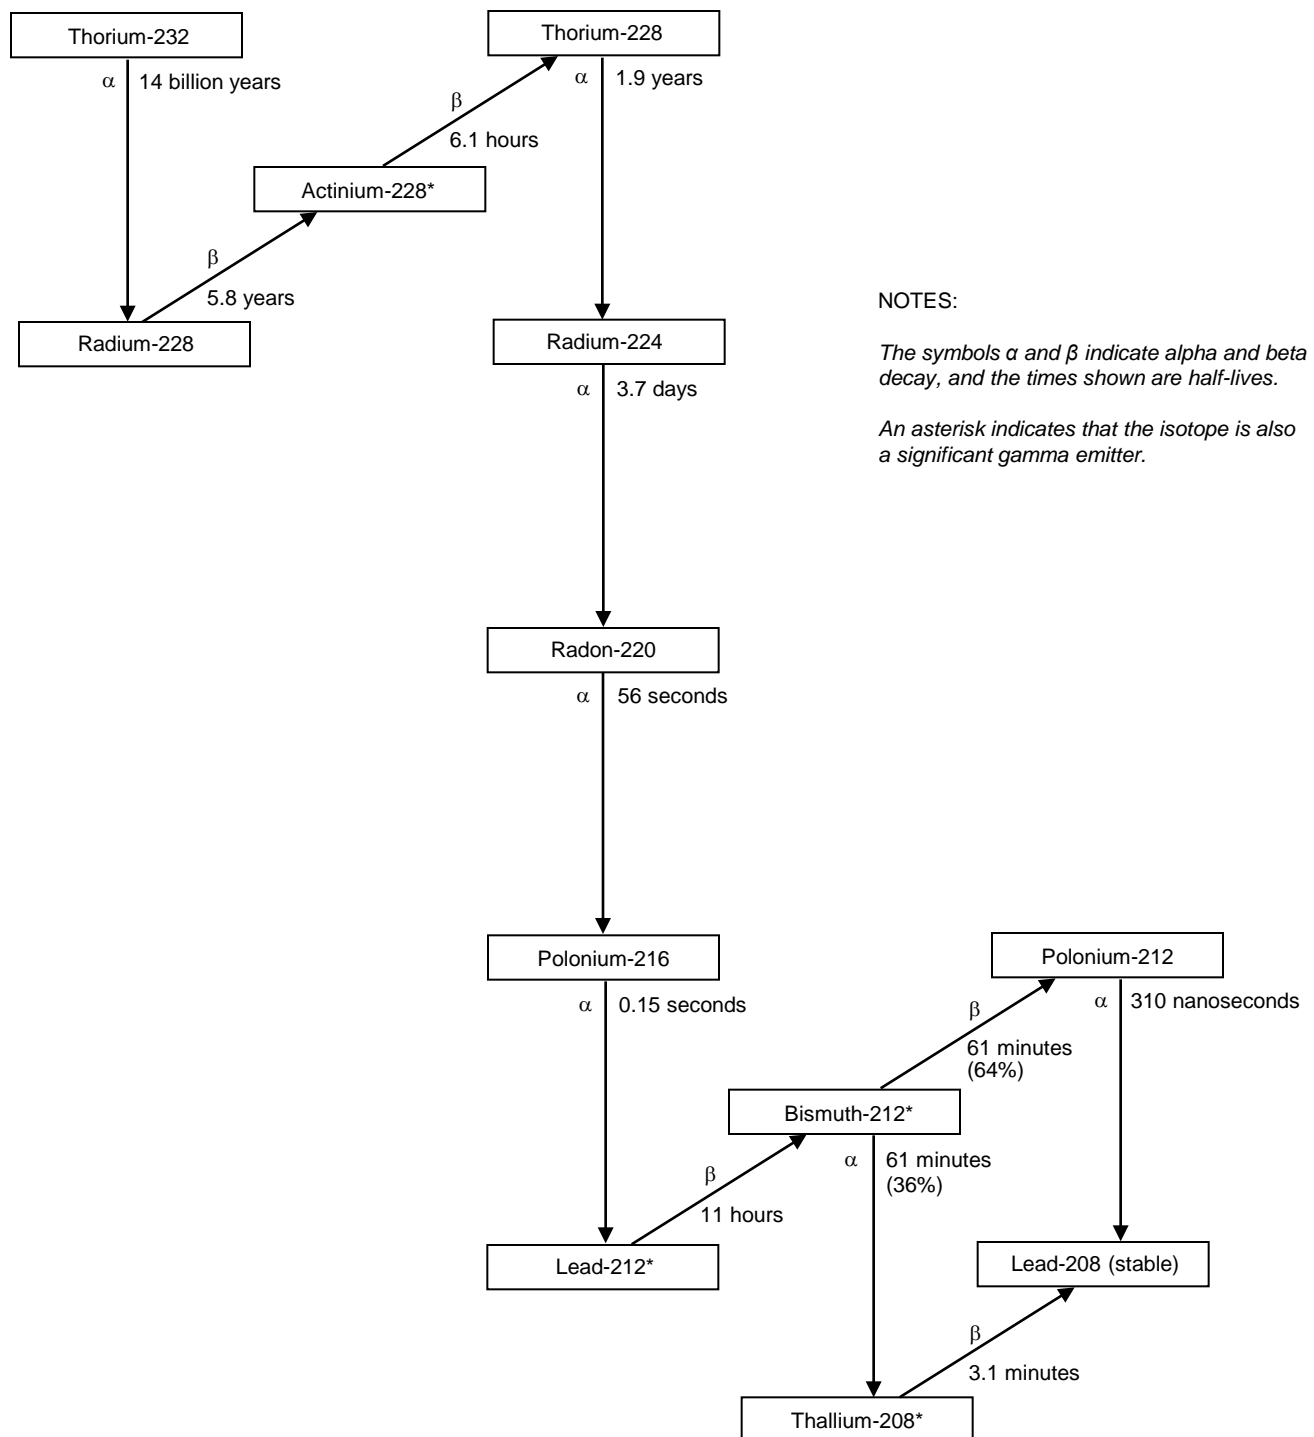 Thorium-232
α 14 billion years
Radium-228
β
5.8 years
Actinium-228*
β
6.1 hours
Thorium-228
α 1.9 years
Radium-224
α 3.7 days
Radon-220
α 56 seconds
Polonium-216
α 0.15 seconds
Lead-212*
β
11 hours
Bismuth-212*
β
61 minutes
(64%)
α 61 minutes
(36%)
Polonium-212
α 310 nanoseconds
Thallium-208*
β
3.1 minutes
Lead-208 (stable)
NOTES:
The symbols α and β indicate alpha and beta
decay, and the times shown are half-lives.
An asterisk indicates that the isotope is also
a significant gamma emitter.